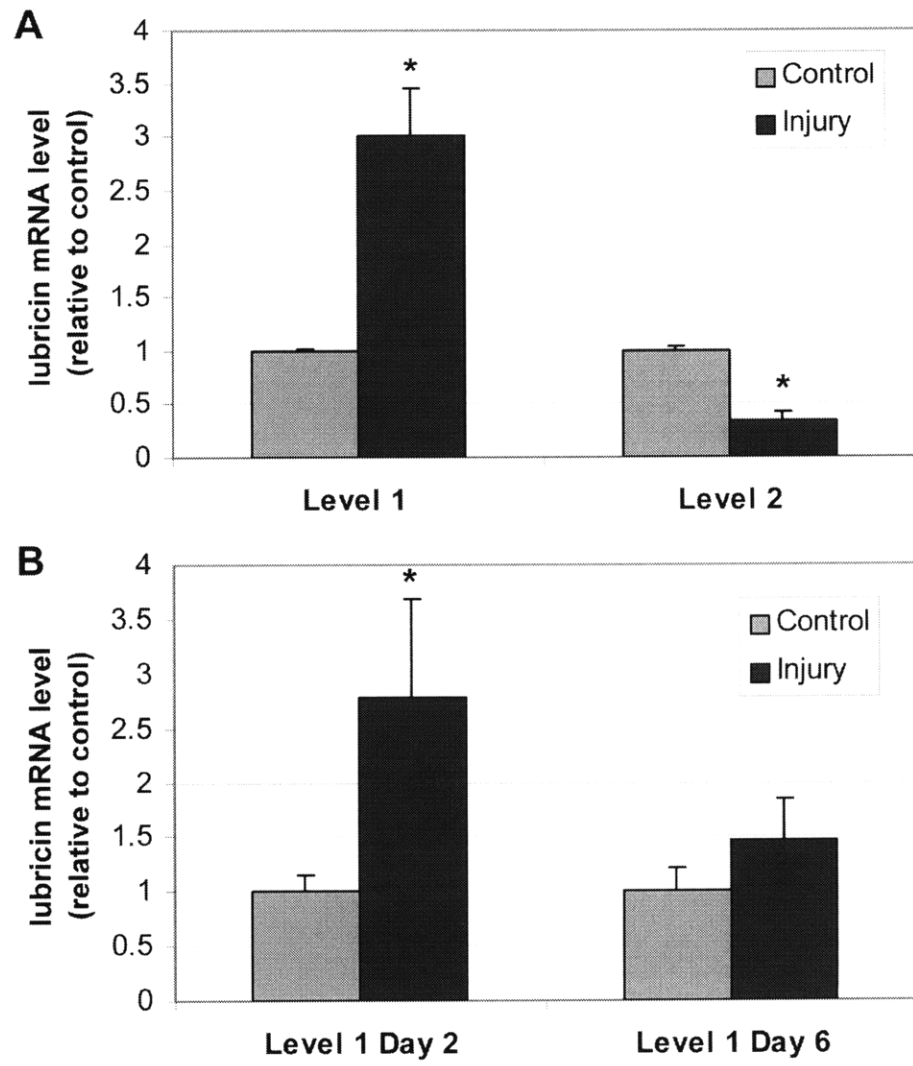 A
lubricin mRNA level
(relative to control)
4
3.5
3
2.5
2
1.5
1
0.5
0
*
*
Control
Injury
Level 1
Level 2
B
lubricin mRNA level
(relative to control)
4
3.5
3
2.5
2
1.5
1
0.5
0
*
Control
Injury
Level 1 Day 2
Level 1 Day 6